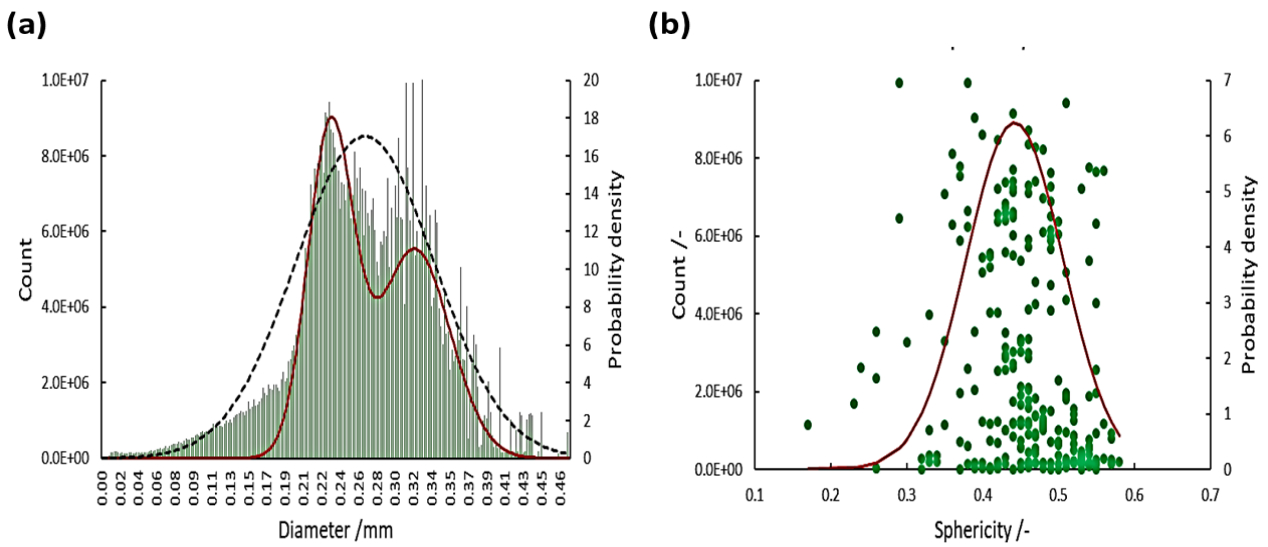 (a)
Count
1.0E+07
8.0E+06
6.0E+06
4.0E+06
2.0E+06
0.0E+00
20
18
16
14
12
10
8
6
4
2
0
Probability density
0.00 0.02 0.04 0.06 0.08 0.09 0.11 0.13 0.15 0.17 0.19 0.21 0.22 0.24 0.26 0.28 0.30 0.32 0.34 0.35 0.37 0.39 0.41 0.43 0.45 0.46
Diameter /mm
(b)
Count /-
1.0E+07
8.0E+06
6.0E+06
4.0E+06
2.0E+06
0.0E+00
7
6
5
4
3
2
1
0
Probability density
0.1 0.2 0.3 0.4 0.5 0.6 0.7
Sphericity /-